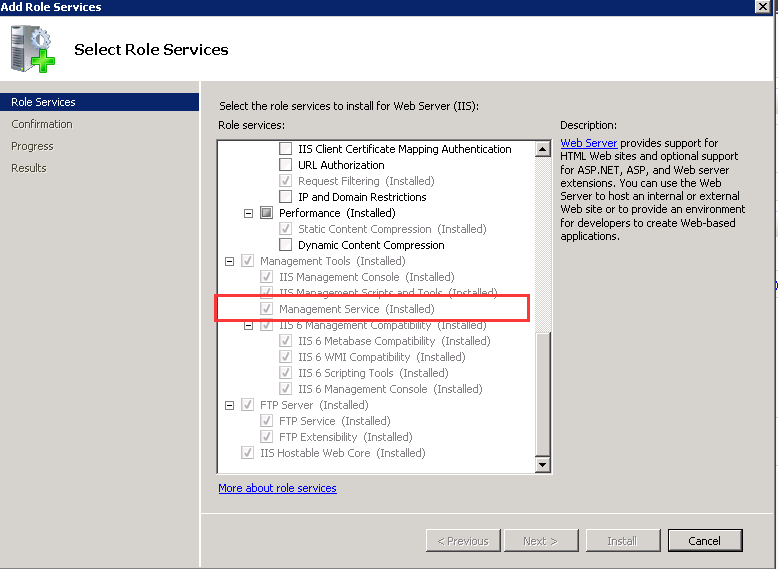 Add Role Services
Select Role Services
Role Services
Confirmation
Progress
Results
Select the role services to install for Web Server (IIS):
Role services:
IIS Client Certificate Mapping Authentication
URL Authorization
Request Filtering (Installed)
IP and Domain Restrictions
Performance (Installed)
Static Content Compression (Installed)
Dynamic Content Compression
Management Tools (Installed)
IIS Management Console (Installed)
IIS Management Scripts and Tools (Installed)
Management Service (Installed)
IIS 6 Management Compatibility (Installed)
IIS 6 Metabase Compatibility (Installed)
IIS 6 WMI Compatibility (Installed)
IIS 6 Scripting Tools (Installed)
IIS 6 Management Console (Installed)
FTP Server (Installed)
FTP Service (Installed)
FTP Extensibility (Installed)
IIS Hostable Web Core (Installed)
More about role services
Description:
Web Server provides support for
HTML Web sites and optional support
for ASP.NET, ASP, and Web server
extensions. You can use the Web
Server to host an internal or external
Web site or to provide an environment
for developers to create Web-based
applications.
< Previous
Next >
Install
Cancel